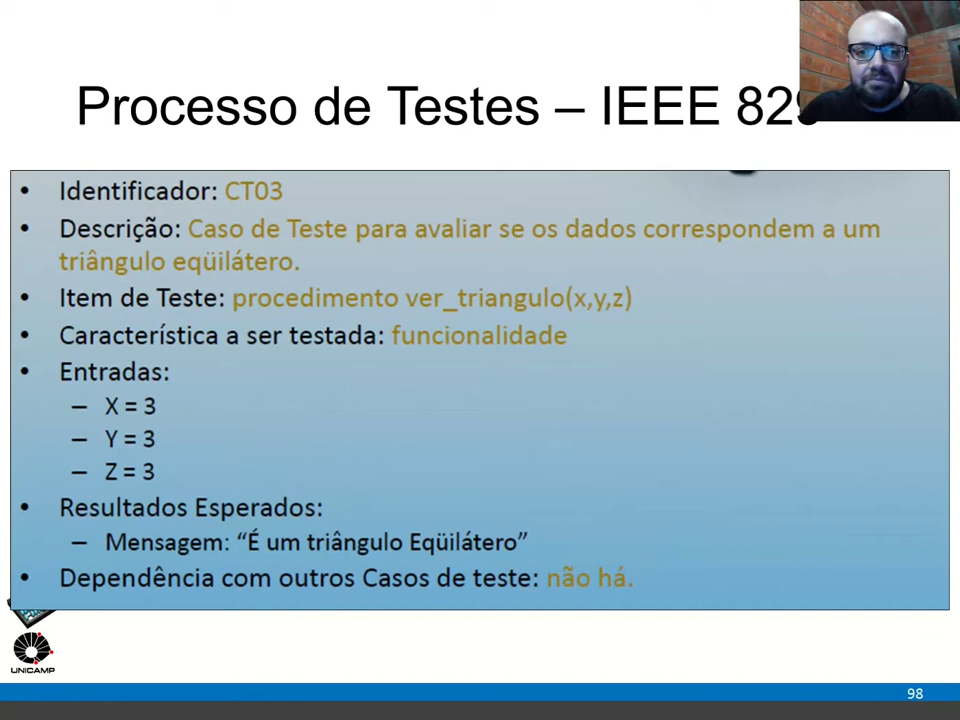 Processo de Testes – IEEE 829
• Identificador: CT03
• Descrição: Caso de Teste para avaliar se os dados correspondem a um
triângulo eqüilátero.
• Item de Teste: procedimento ver_triangulo(x,y,z)
• Característica a ser testada: funcionalidade
• Entradas:
– X = 3
– Y = 3
– Z = 3
• Resultados Esperados:
– Mensagem: “É um triângulo Eqüilátero”
• Dependência com outros Casos de teste: não há.
UNICAMP
98